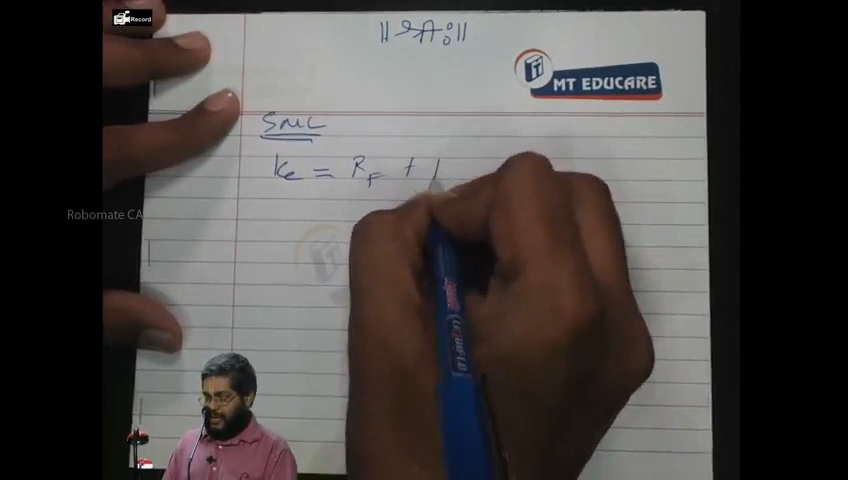 Record
|| श्रीः ||
MT EDUCARE
SML
Ke = RF +
Robomate CA